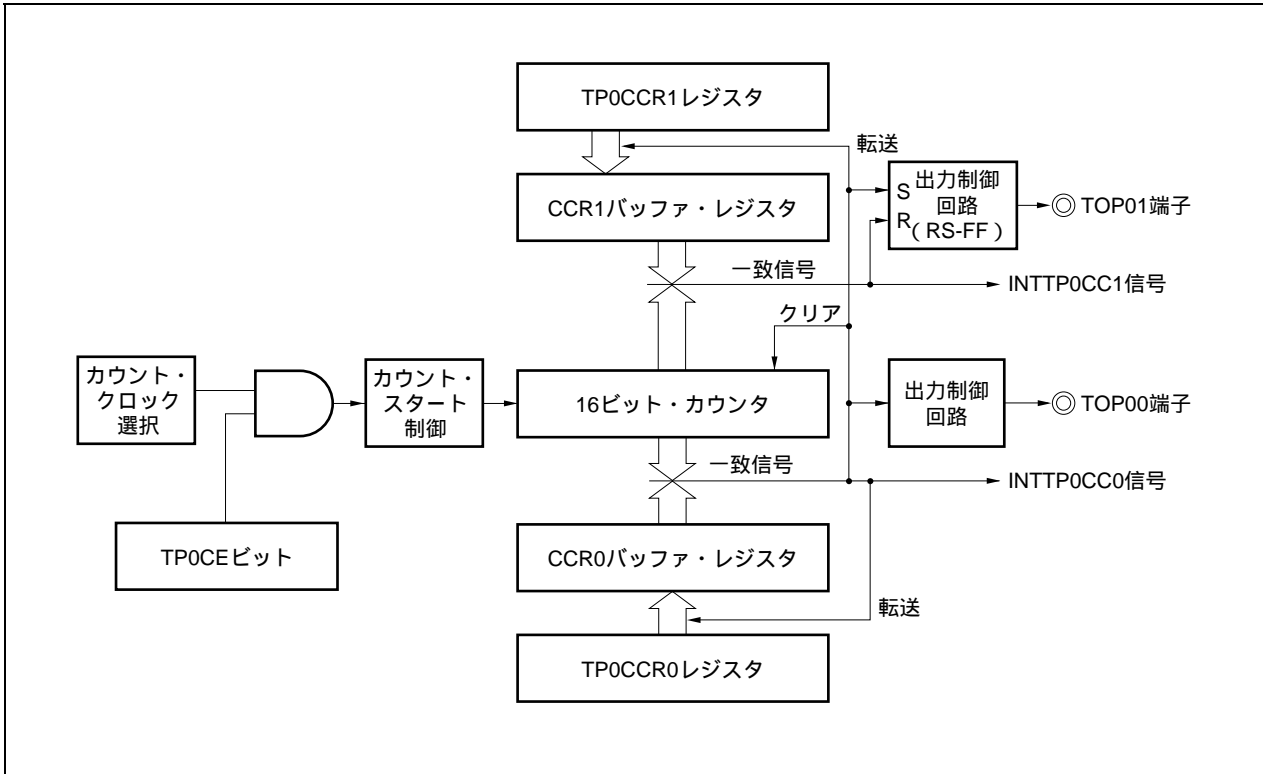 TP0CCR1レジスタ
転送
CCR1バッファ・レジスタ
S 出力制御
回路
R（RS-FF）
TOP01端子
一致信号
INTTP0CC1信号
クリア
カウント・
クロック
選択
カウント・
スタート
制御
16ビット・カウンタ
出力制御
回路
TOP00端子
一致信号
INTTP0CC0信号
TP0CEビット
CCR0バッファ・レジスタ
転送
TP0CCR0レジスタ